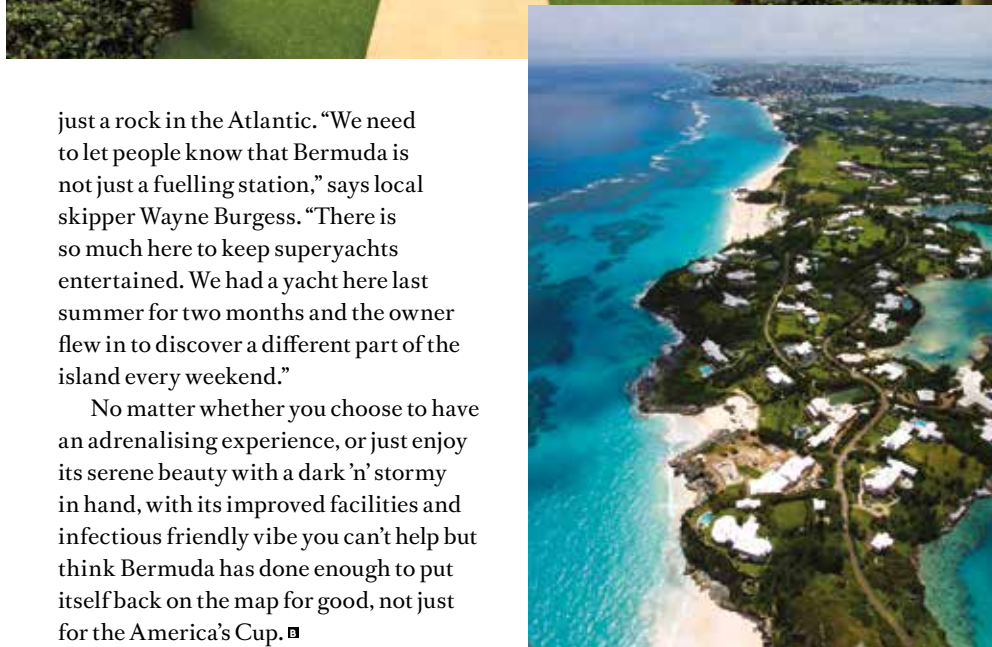 just a rock in the Atlantic. “We need
to let people know that Bermuda is
not just a fuelling station,” says local
skipper Wayne Burgess. “There is
so much here to keep superyachts
entertained. We had a yacht here last
summer for two months and the owner
flew in to discover a different part of the
island every weekend.”
No matter whether you choose to have
an adrenalising experience, or just enjoy
its serene beauty with a dark ’n’ stormy
in hand, with its improved facilities and
infectious friendly vibe you can’t help but
think Bermuda has done enough to put
itself back on the map for good, not just
for the America’s Cup. B